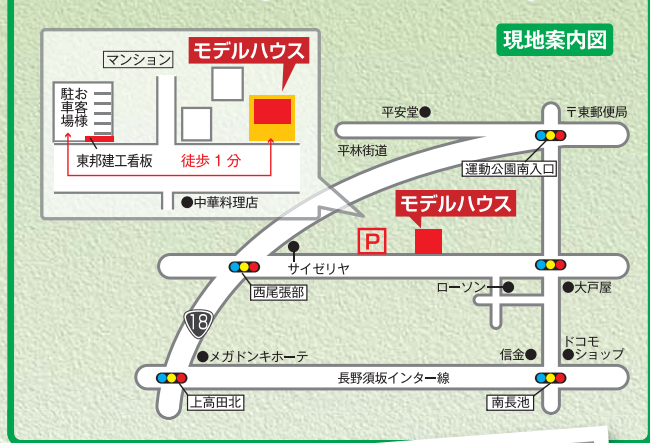 現地案内図
モデルハウス
マンション
お客様
駐車場
東邦建工看板
徒歩1分
●中華料理店
平安堂●
〒東郵便局
平林街道
運動公園南入口
モデルハウス
P
サイゼリヤ
西尾張部
ローソン
●大戸屋
18
ドコモ
●ショップ
信金●
●メガドンキホーテ
長野須坂インター線
上高田北
南長池